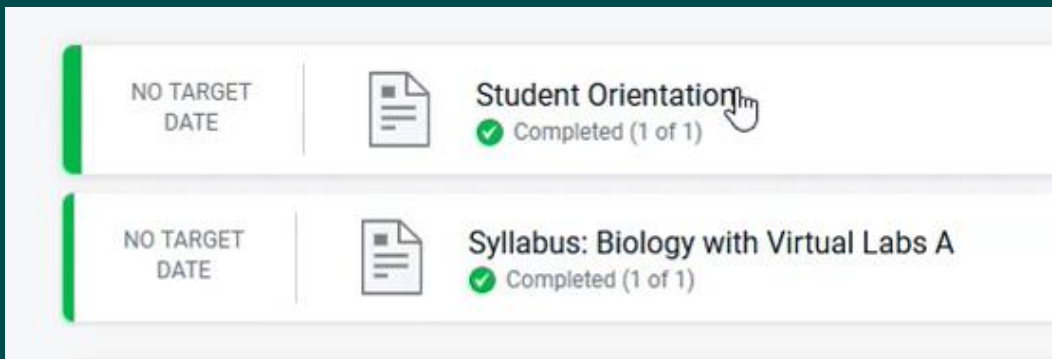 NO TARGET
DATE
Student Orientation
Completed (1 of 1)
NO TARGET
DATE
Syllabus: Biology with Virtual Labs A
Completed (1 of 1)